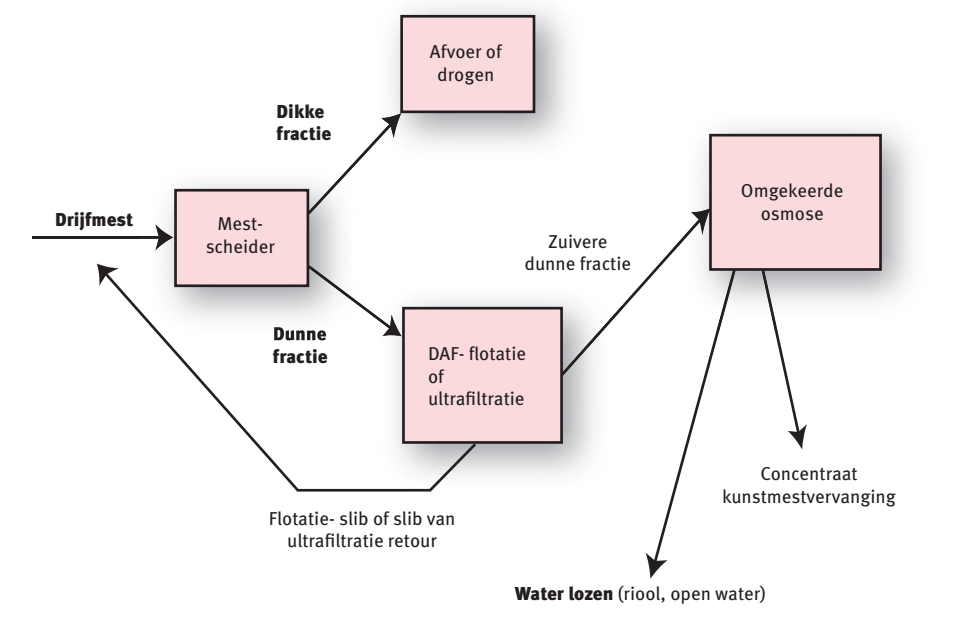 Afvoer of
drogen
Dikke
fractie
Omgekeerde
osmose
Drijfmest
Mest-
scheider
Zuivere
dunne fractie
Dunne
fractie
DAF- flotatie
of
ultrafiltratie
Concentraat
kunstmestvervanging
Flotatie- slib of slib van
ultrafiltratie retour
Water lozen (riool, open water)